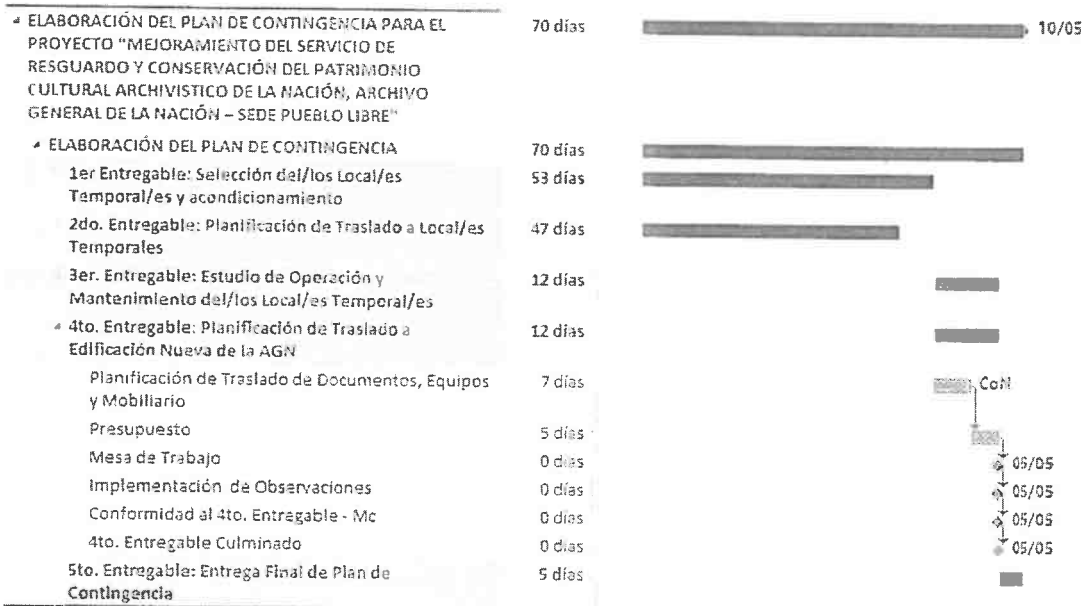 ELABORACIÓN DEL PLAN DE CONTINGENCIA PARA EL
70 días
10/05
PROYECTO "MEJORAMIENTO DEL SERVICIO DE
RESGUARDO Y CONSERVACIÓN DEL PATRIMONIO
CULTURAL ARCHIVISTICO DE LA NACIÓN, ARCHIVO
GENERAL DE LA NACIÓN – SEDE PUEBLO LIBRE"
ELABORACIÓN DEL PLAN DE CONTINGENCIA
70 días
1er Entregable: Selección del/los Local/es
53 días
Temporal/es y acondicionamiento
2do. Entregable: Planificación de Traslado a Local/es
47 días
Temporales
3er. Entregable: Estudio de Operación y
12 días
Mantenimiento del/los Local/es Temporal/es
4to. Entregable: Planificación de Traslado a
12 días
Edificación Nueva de la AGN
Planificación de Traslado de Documentos, Equipos
7 días
y Mobiliario
Presupuesto
5 días
Mesa de Trabajo
0 días
05/05
Implementación de Observaciones
0 días
05/05
Conformidad al 4to. Entregable - Mc
0 días
05/05
4to. Entregable Culminado
0 días
05/05
5to. Entregable: Entrega Final de Plan de
5 días
Contingencia